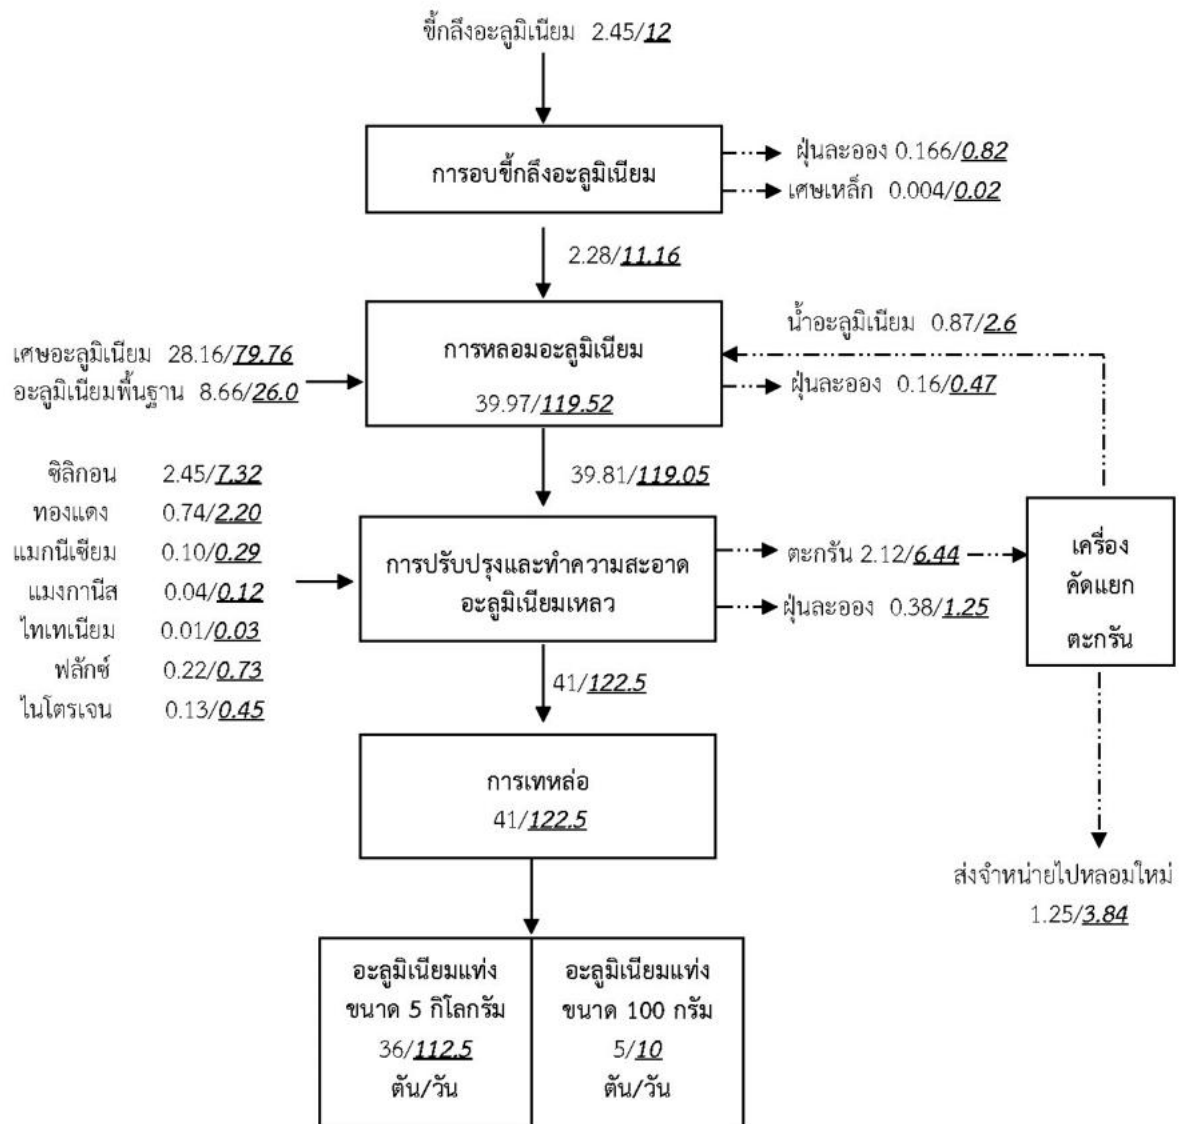 ขี้กลึงอะลูมิเนียม 2.45/12
การอบขี้กลึงอะลูมิเนียม
ฝุ่นละออง 0.166/0.82
เศษเหล็ก 0.004/0.02
2.28/11.16
น้ำอะลูมิเนียม 0.87/2.6
เศษอะลูมิเนียม 28.16/79.76
อะลูมิเนียมพื้นฐาน 8.66/26.0
การหลอมอะลูมิเนียม
39.97/119.52
ฝุ่นละออง 0.16/0.47
39.81/119.05
ซิลิกอน 2.45/7.32
ทองแดง 0.74/2.20
แมกนีเซียม 0.10/0.29
แมงกานีส 0.04/0.12
ไทเทเนียม 0.01/0.03
ฟลักซ์ 0.22/0.73
ไนโตรเจน 0.13/0.45
การปรับปรุงและทำความสะอาด
อะลูมิเนียมเหลว
ตะกรัน 2.12/6.44
ฝุ่นละออง 0.38/1.25
เครื่อง
คัดแยก
ตะกรัน
41/122.5
การเทหล่อ
41/122.5
ส่งจำหน่ายไปหลอมใหม่
1.25/3.84
อะลูมิเนียมแท่ง
ขนาด 5 กิโลกรัม
36/112.5
ตัน/วัน
อะลูมิเนียมแท่ง
ขนาด 100 กรัม
5/10
ตัน/วัน